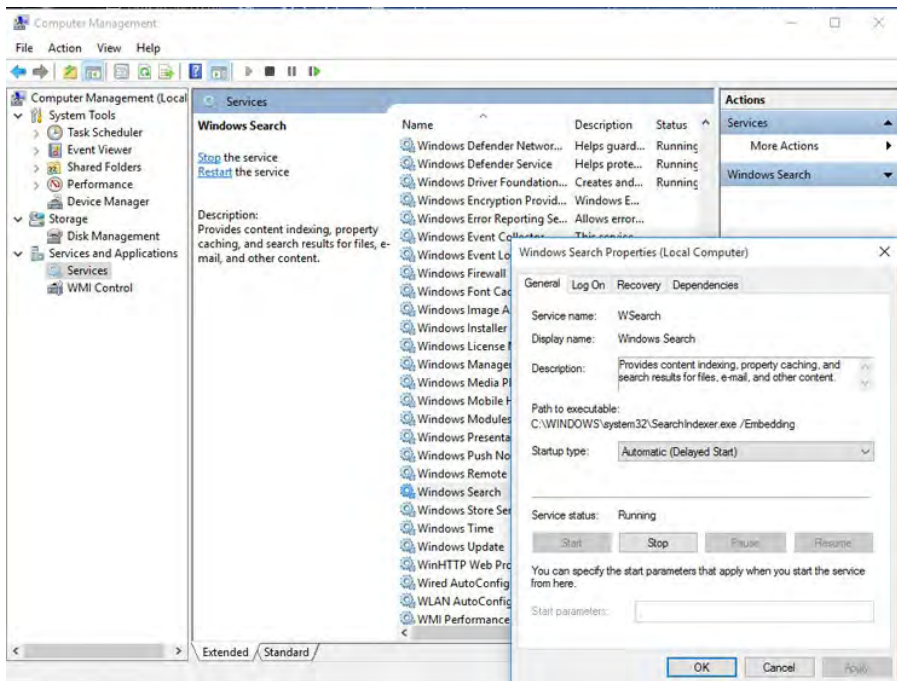 Computer Management
File Action View Help
Computer Management (Local
System Tools
Task Scheduler
Event Viewer
Shared Folders
Performance
Device Manager
Storage
Disk Management
Services and Applications
Services
WMI Control
Services
Windows Search
Stop the service
Restart the service
Description:
Provides content indexing, property
caching, and search results for files, e-
mail, and other content.
Name Description Status
Windows Defender Networ... Helps guard... Running
Windows Defender Service Helps prote... Running
Windows Driver Foundation... Creates and... Running
Windows Encryption Provid... Windows E...
Windows Error Reporting Se... Allows error...
Windows Event Collector This service
Windows Event Lo
Windows Firewall
Windows Font Cac
Windows Image A
Windows Installer
Windows License M
Windows Manage
Windows Media Pl
Windows Mobile H
Windows Modules
Windows Presenta
Windows Push No
Windows Remote
Windows Search
Windows Store Ser
Windows Time
Windows Update
WinHTTP Web Pro
Wired AutoConfig
WLAN AutoConfig
WMI Performance
Extended Standard
Actions
Services
More Actions
Windows Search
Windows Search Properties (Local Computer)
General Log On Recovery Dependencies
Service name: WSearch
Display name: Windows Search
Description: Provides content indexing, property caching, and
search results for files, e-mail, and other content.
Path to executable:
C:\WINDOWS\system32\SearchIndexer.exe /Embedding
Startup type: Automatic (Delayed Start)
Service status: Running
Start Stop Pause Resume
You can specify the start parameters that apply when you start the service
from here.
Start parameters:
OK Cancel Apply